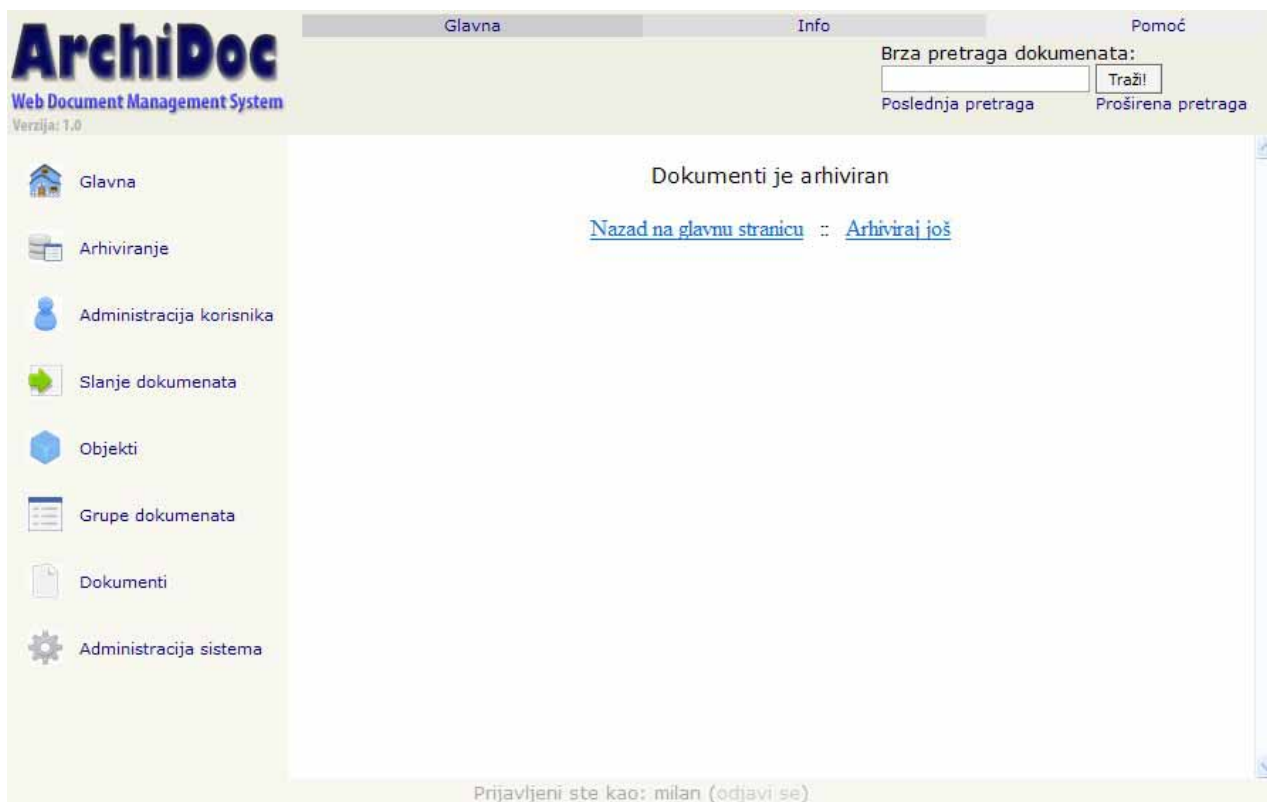 ArchiDoc
Web Document Management System
Verzija: 1.0
Glavna
Info
Pomoć
Brza pretraga dokumenata:
Traži!
Poslednja pretraga
Proširena pretraga
Glavna
Arhiviranje
Administracija korisnika
Slanje dokumenata
Objekti
Grupe dokumenata
Dokumenti
Administracija sistema
Dokumenti je arhiviran
Nazad na glavnu stranicu :: Arhiviraj još
Prijavljeni ste kao: milan (odjavi se)